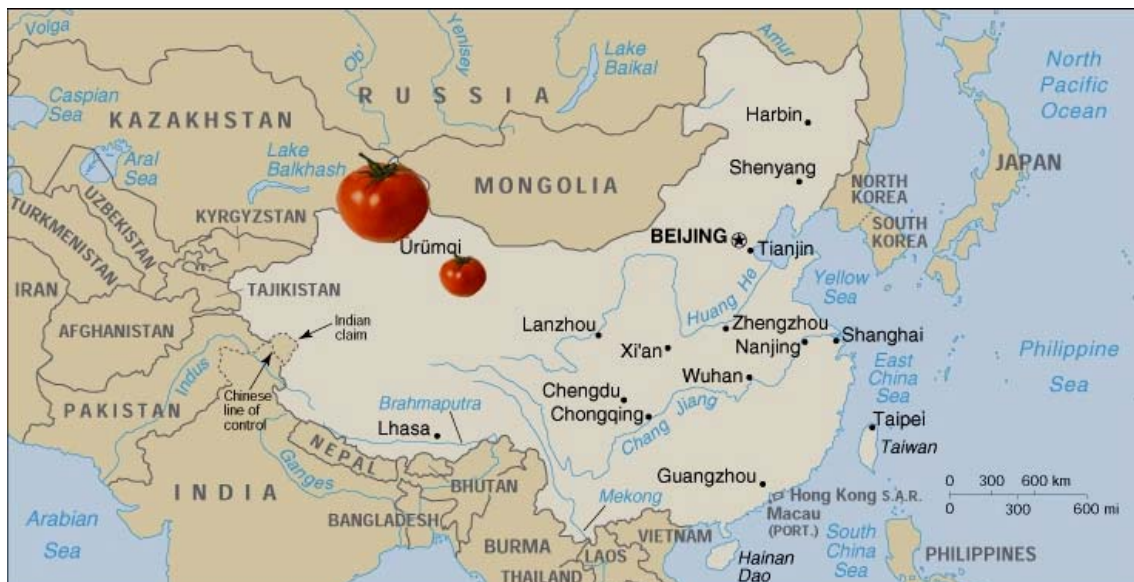 Volga
Ob'
Yenisey
Lake
Baikal
Amur
North
Pacific
Ocean
RUSSIA
Caspian
Sea
KAZAKHSTAN
Harbin
Aral
Sea
Lake
Balkhash
Shenyang
JAPAN
MONGOLIA
NORTH
KOREA
UZBEKISTAN
TURKMENISTAN
KYRGYZSTAN
SOUTH
KOREA
BEIJING
Tianjin
Ürümqi
IRAN
TAJIKISTAN
Yellow
Sea
Huang He
AFGHANISTAN
Indian
claim
Lanzhou
Zhengzhou
Shanghai
Xi'an
Nanjing
Indus
East
China
Sea
Philippine
Sea
Wuhan
Chinese
line of
control
Chengdu
Chongqing
Chang Jiang
PAKISTAN
Brahmaputra
Lhasa
Taipei
Taiwan
NEPAL
Ganges
BHUTAN
Guangzhou
INDIA
Mekong
Hong Kong S.A.R.
Macau
(PORT.)
0 300 600 km
0 300 600 mi
BANGLADESH
Arabian
Sea
BURMA
VIETNAM
LAOS
THAILAND
Hainan
Dao
South
China
Sea
PHILIPPINES